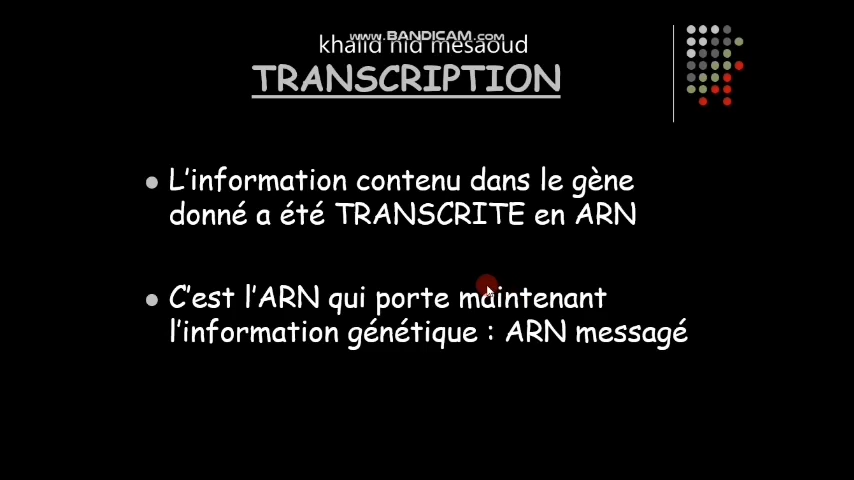 www.BANDICAM.com
khalid nid mesaoud
TRANSCRIPTION
L'information contenu dans le gène
donné a été TRANSCRITE en ARN
C'est l'ARN qui porte maintenant
l'information génétique : ARN messagé